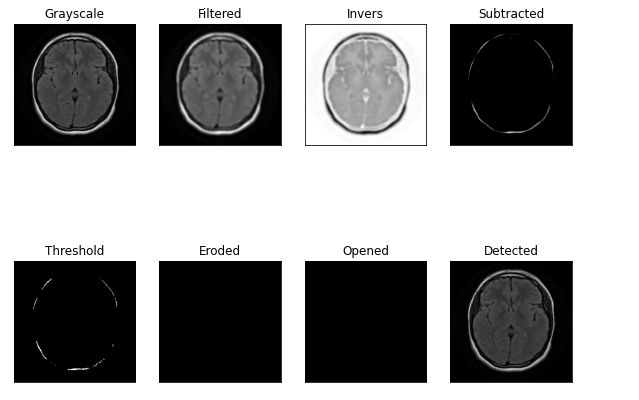 Grayscale
Filtered
Invers
Subtracted
Threshold
Eroded
Opened
Detected